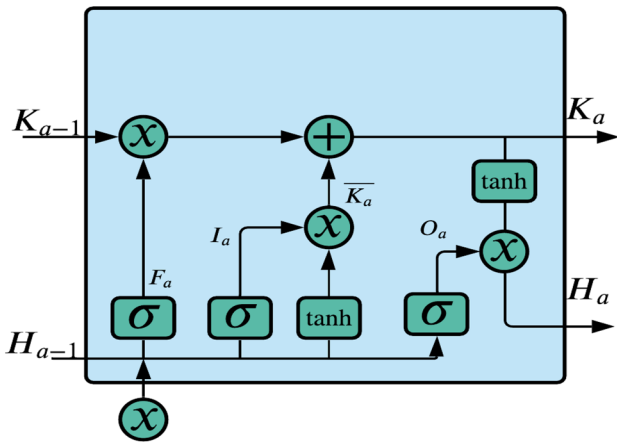 K_{a-1} x + K_a
\overline{K_a} tanh
I_a x O_a x
F_a H_a
σ σ tanh σ
H_{a-1}
x